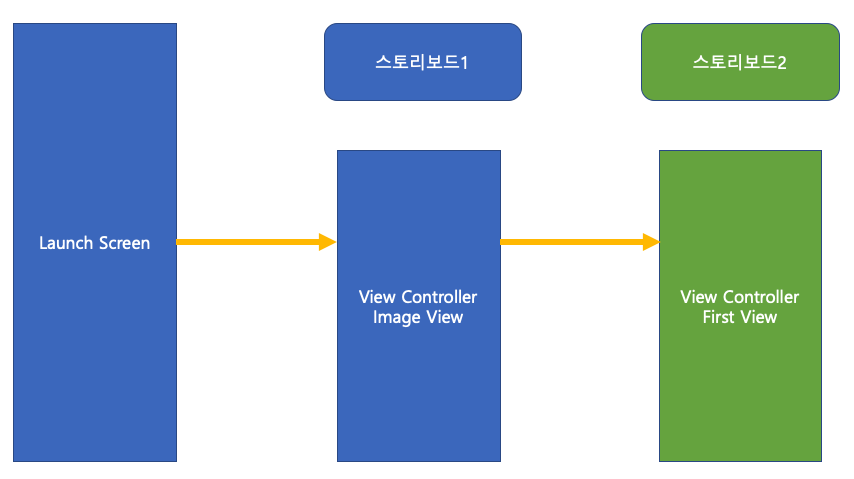 스토리보드1
스토리보드2
Launch Screen
View Controller
Image View
View Controller
First View